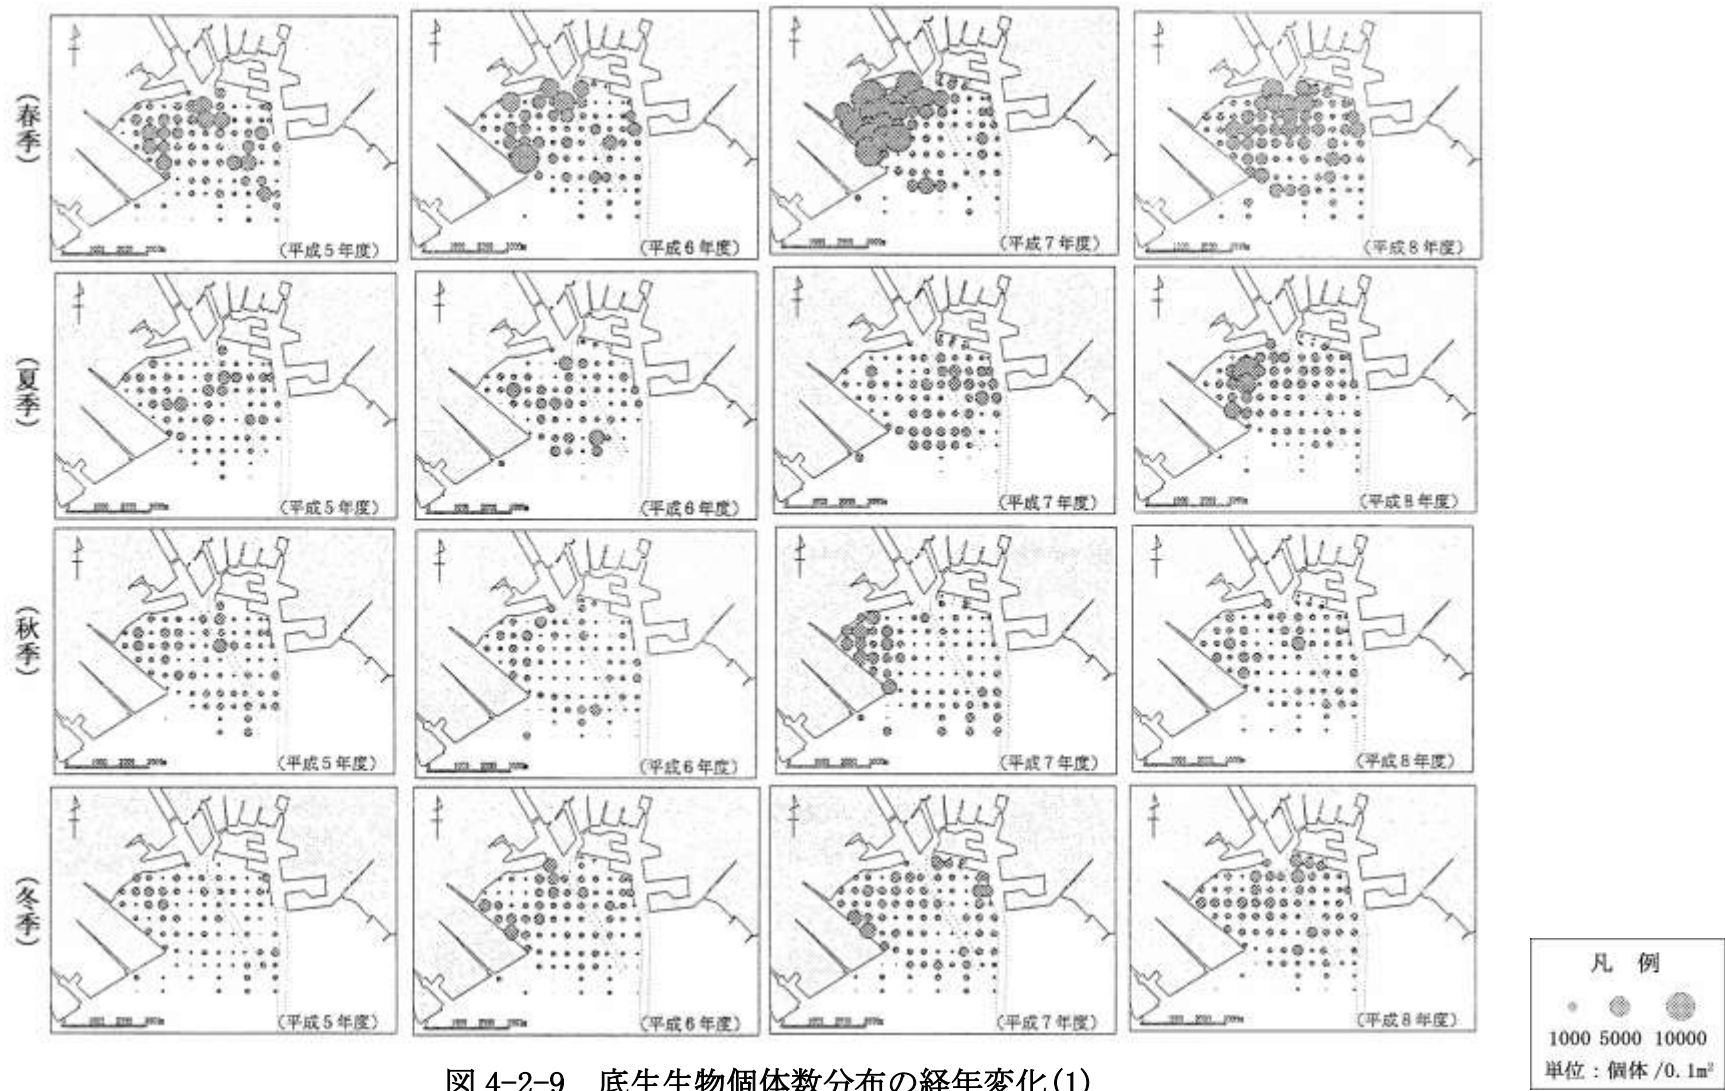 (春季)
(平成5年度)
(平成6年度)
(平成7年度)
(平成8年度)
(夏季)
(平成5年度)
(平成6年度)
(平成7年度)
(平成8年度)
(秋季)
(平成5年度)
(平成6年度)
(平成7年度)
(平成8年度)
(冬季)
(平成5年度)
(平成6年度)
(平成7年度)
(平成8年度)
凡 例
1000 5000 10000
単位:個体/0.1m²
図 4-2-9 底生生物個体数分布の経年変化(1)